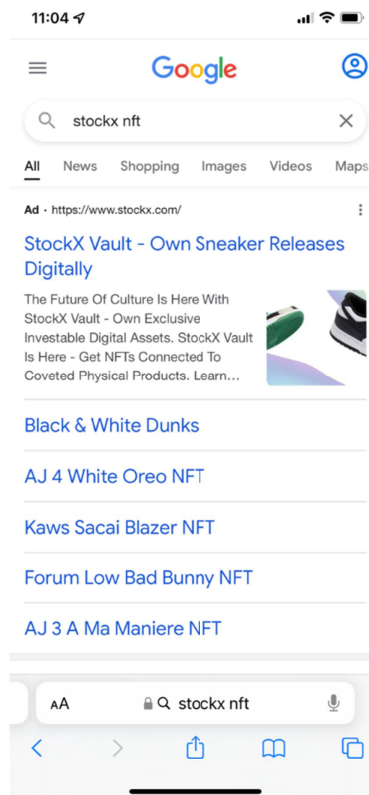 11:04
Google
stockx nft
All News Shopping Images Videos Maps
Ad · https://www.stockx.com/
StockX Vault - Own Sneaker Releases
Digitally
The Future Of Culture Is Here With
StockX Vault - Own Exclusive
Investable Digital Assets. StockX Vault
Is Here - Get NFTs Connected To
Coveted Physical Products. Learn...
Black & White Dunks
AJ 4 White Oreo NFT
Kaws Sacai Blazer NFT
Forum Low Bad Bunny NFT
AJ 3 A Ma Maniere NFT
AA stockx nft